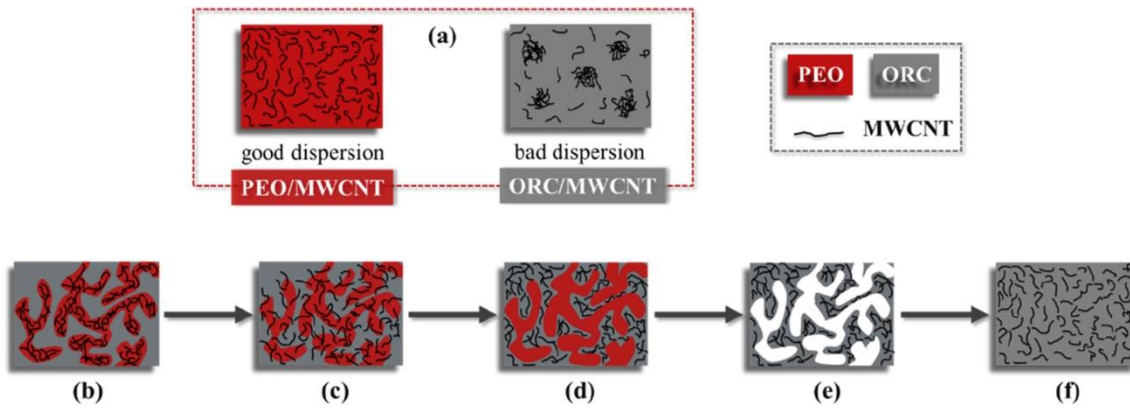 (a)
good dispersion
bad dispersion
PEO/MWCNT
ORC/MWCNT
PEO
ORC
MWCNT
(b)
(c)
(d)
(e)
(f)